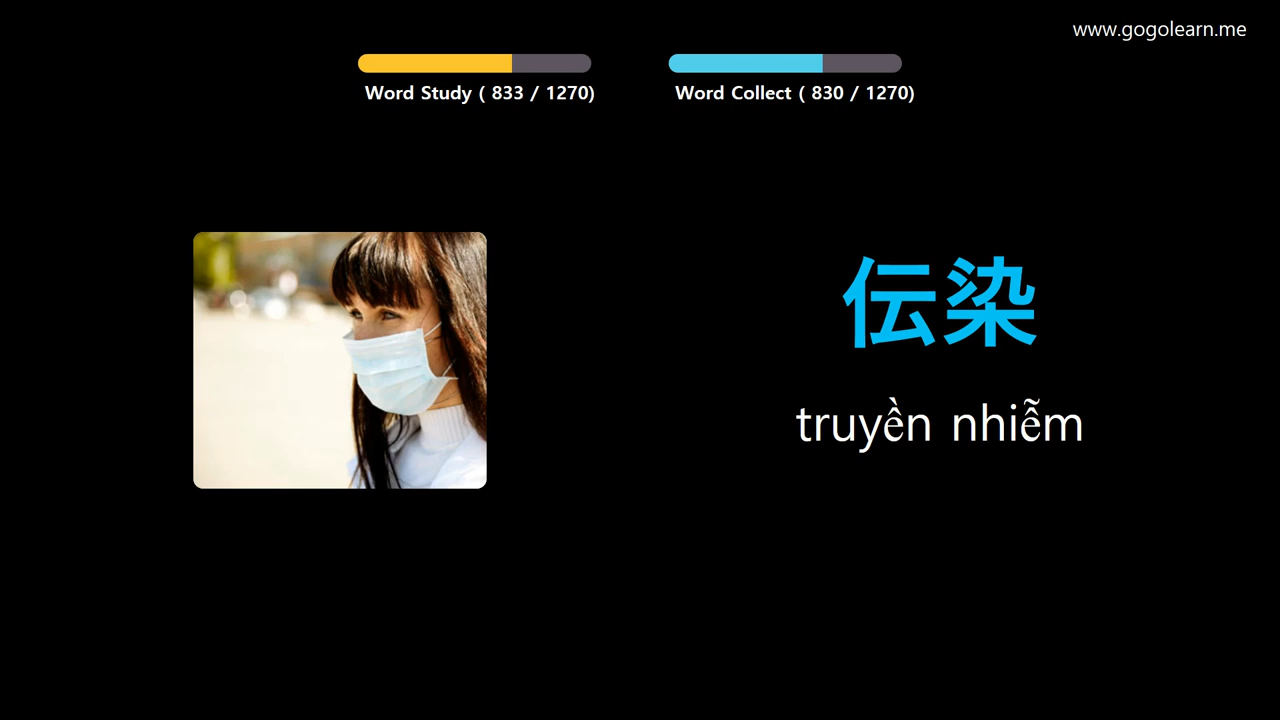 www.gogolearn.me
Word Study ( 833 / 1270)
Word Collect ( 830 / 1270)
伝染
truyền nhiễm